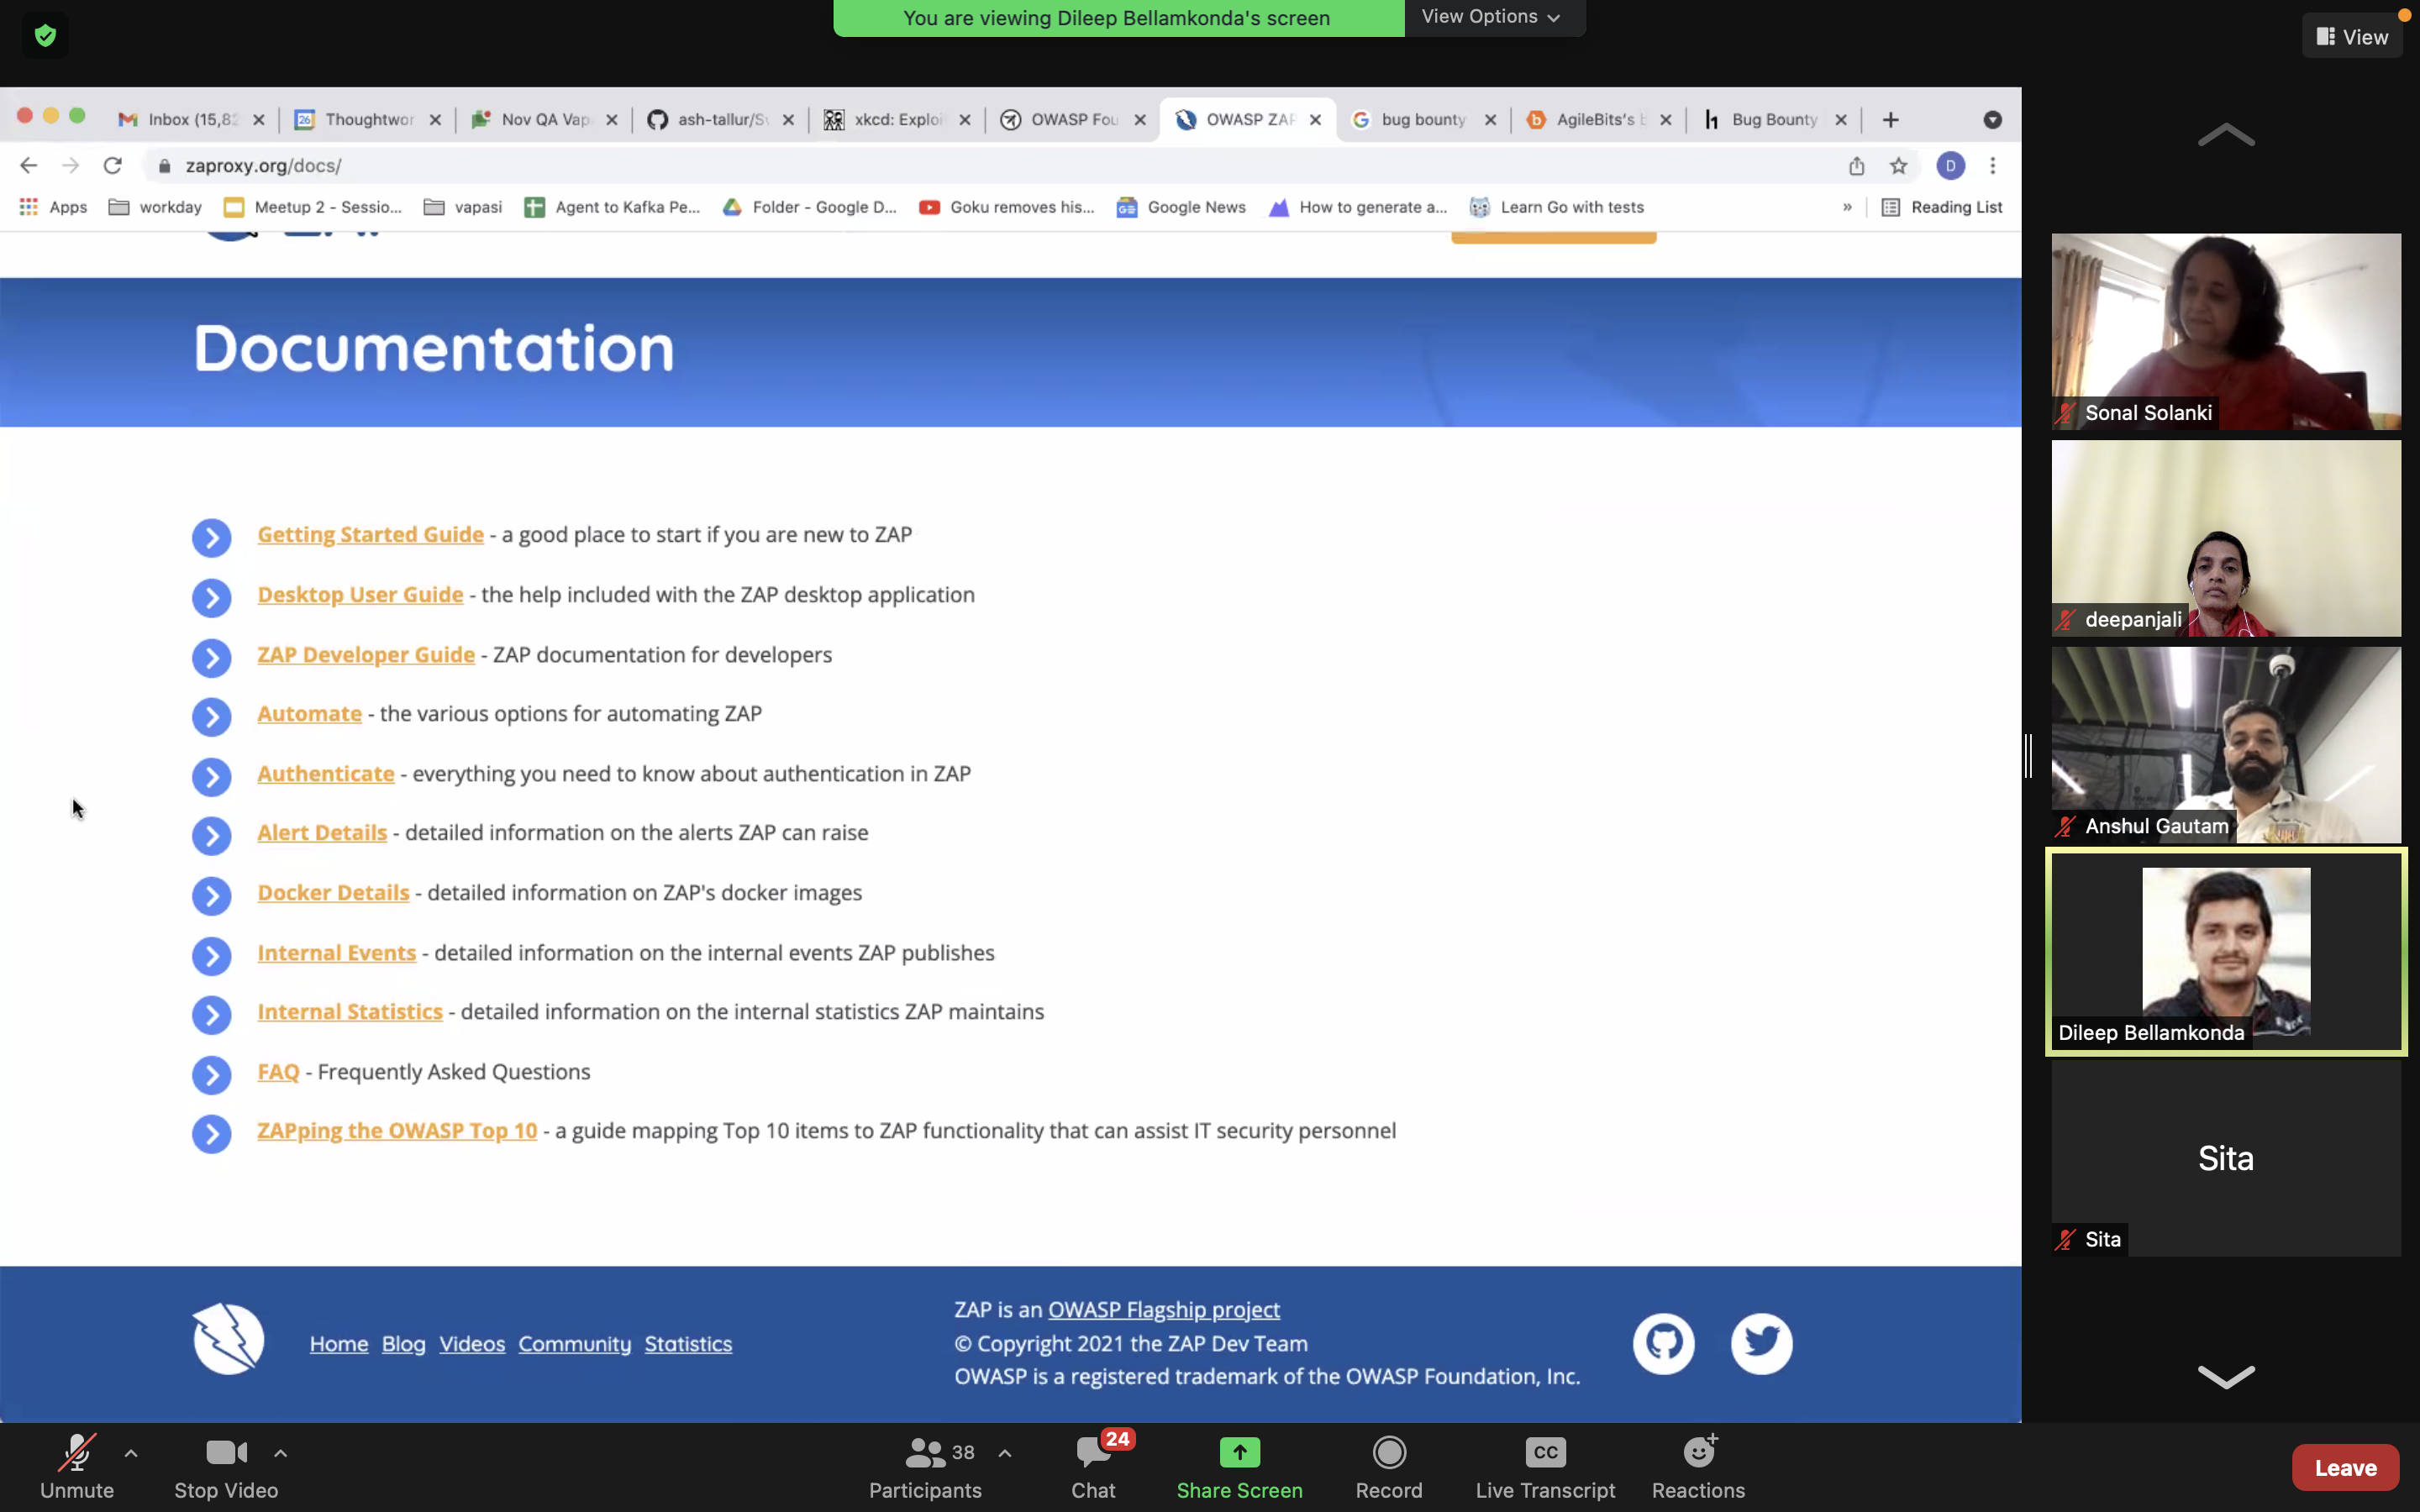 You are viewing Dileep Bellamkonda's screen
View Options
View
Inbox (15,82
Thoughtwor
Nov QA Vap
ash-tallur/S
xkcd: Exploi
OWASP Fou
OWASP ZAP
bug bounty
AgileBits's b
Bug Bounty
zaproxy.org/docs/
D
Apps
workday
Meetup 2 - Sessio...
vapasi
Agent to Kafka Pe...
Folder - Google D...
Goku removes his...
Google News
How to generate a...
Learn Go with tests
»
Reading List
Documentation
Getting Started Guide - a good place to start if you are new to ZAP
Desktop User Guide - the help included with the ZAP desktop application
ZAP Developer Guide - ZAP documentation for developers
Automate - the various options for automating ZAP
Authenticate - everything you need to know about authentication in ZAP
Alert Details - detailed information on the alerts ZAP can raise
Docker Details - detailed information on ZAP's docker images
Internal Events - detailed information on the internal events ZAP publishes
Internal Statistics - detailed information on the internal statistics ZAP maintains
FAQ - Frequently Asked Questions
ZAPping the OWASP Top 10 - a guide mapping Top 10 items to ZAP functionality that can assist IT security personnel
Home Blog Videos Community Statistics
ZAP is an OWASP Flagship project
© Copyright 2021 the ZAP Dev Team
OWASP is a registered trademark of the OWASP Foundation, Inc.
Sonal Solanki
deepanjali
Anshul Gautam
Dileep Bellamkonda
Sita
Sita
Unmute
Stop Video
38
Participants
24
Chat
Share Screen
Record
CC
Live Transcript
Reactions
Leave